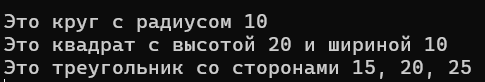 Это круг с радиусом 10
Это квадрат с высотой 20 и шириной 10
Это треугольник со сторонами 15, 20, 25